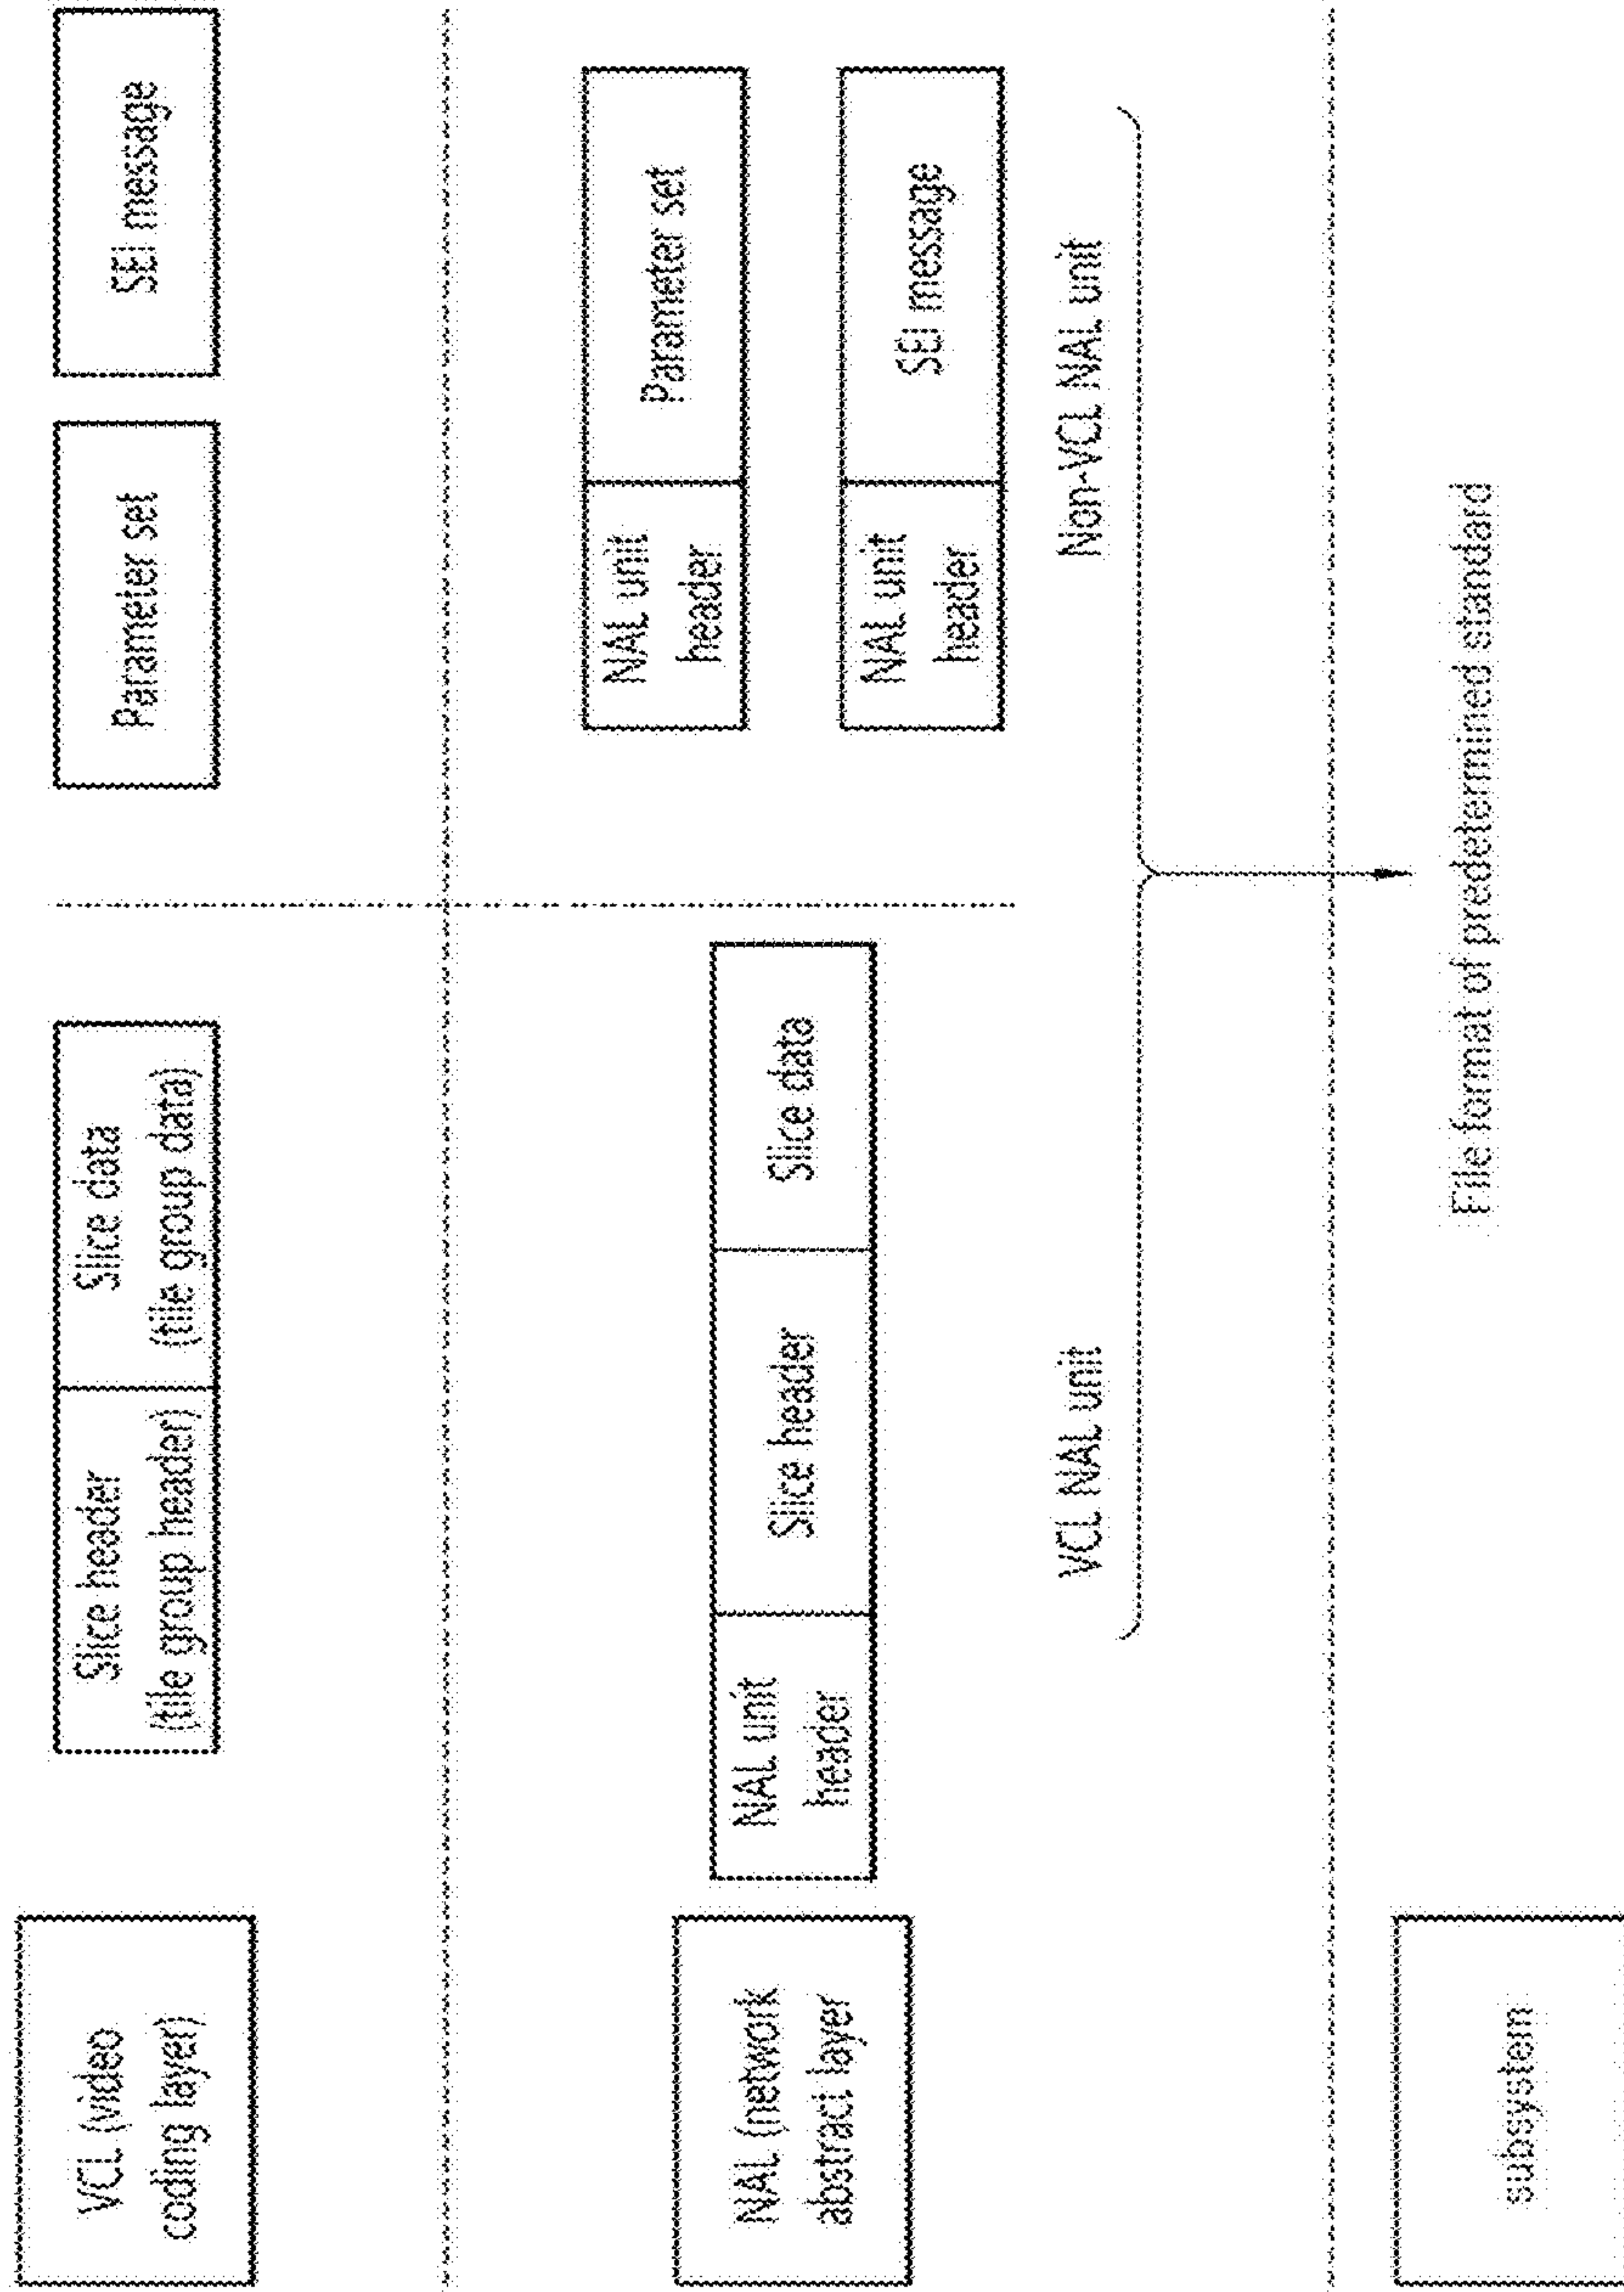 VCL (video
coding layer)
Slice header
(tile group header)
Slice data
(tile group data)
Parameter set
SEI message
NAL (network
abstract layer
NAL unit
header
Slice header
Slice data
NAL unit
header
Parameter set
NAL unit
header
SEI message
VCL NAL unit
Non-VCL NAL unit
subsystem
File format of predetermined standard